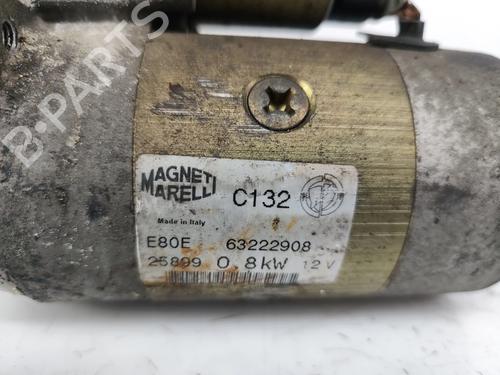 B-PARTS
MAGNETI
MARELLI
C132
Made in Italy
E80E 63222908
25899 0,8kW 12V